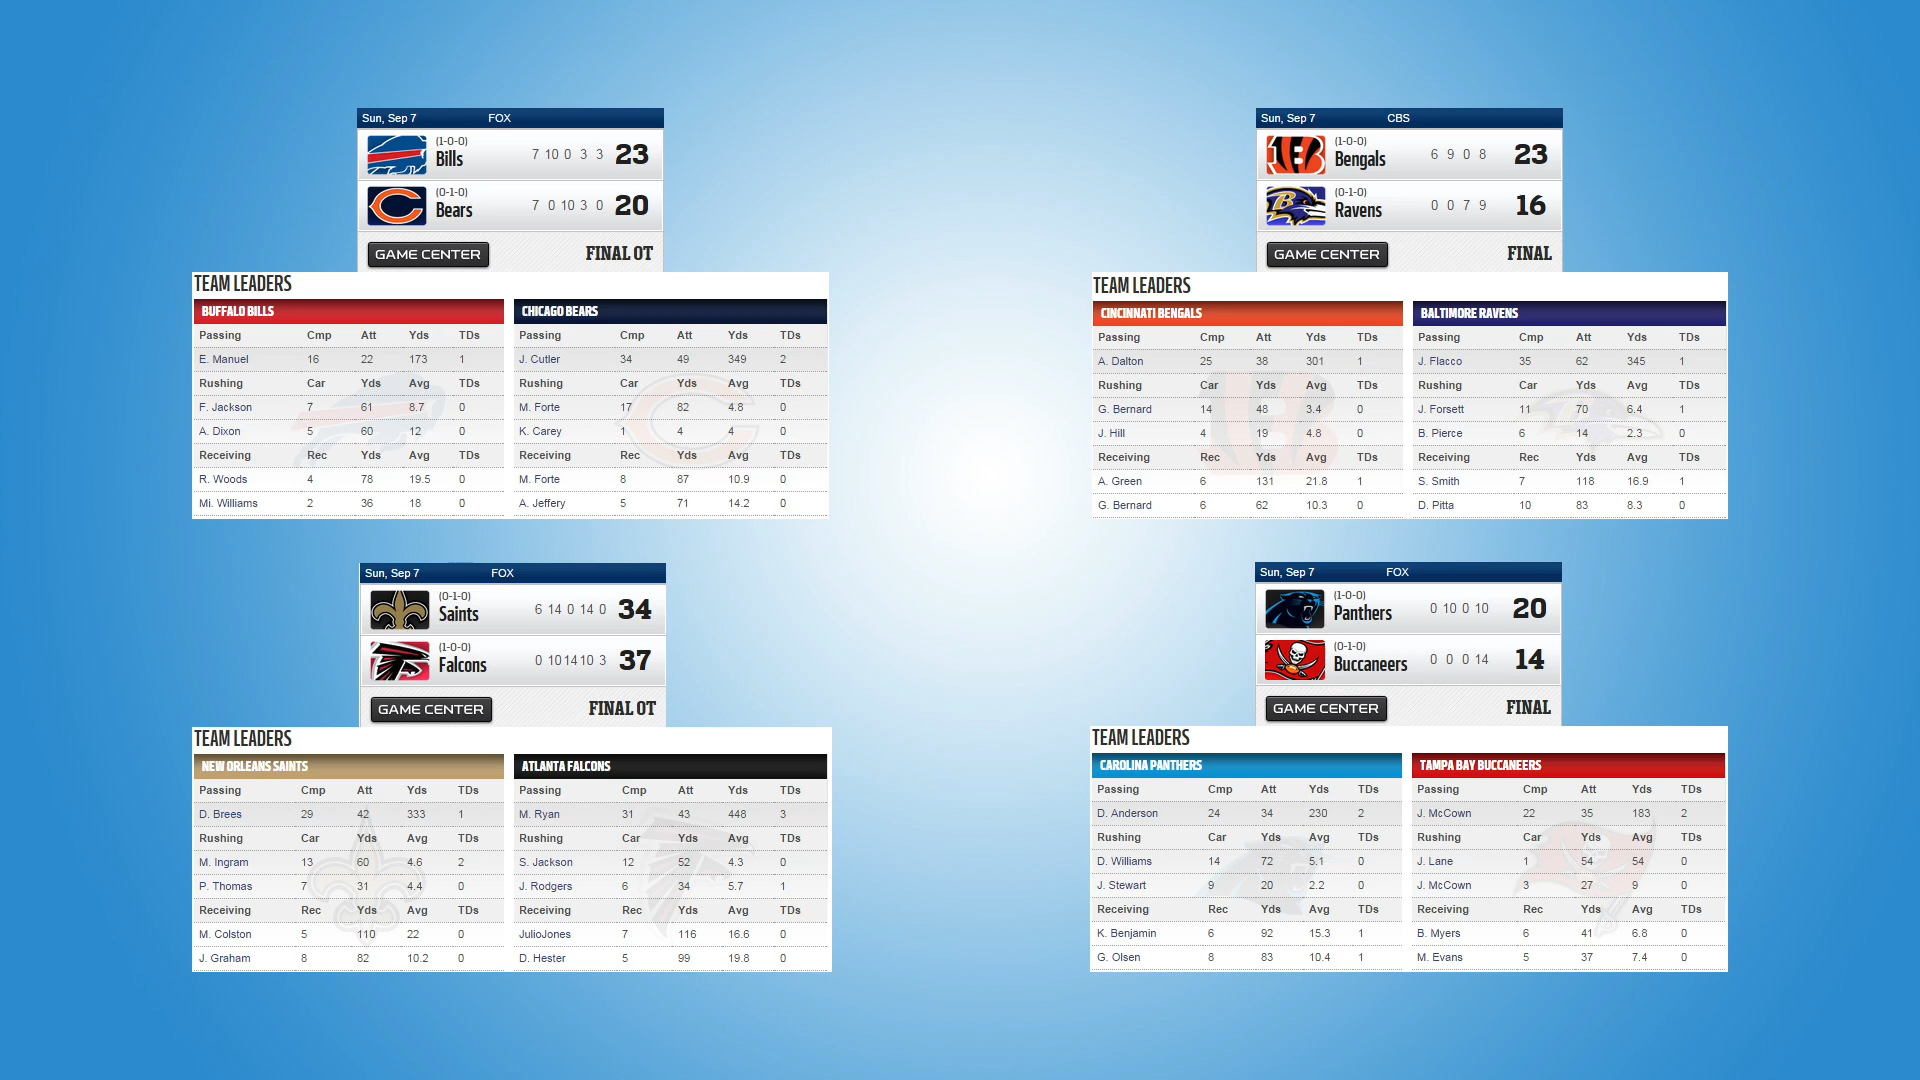 Sun, Sep 7 FOX
(1-0-0)
Bills 7 10 0 3 3 23
(0-1-0)
Bears 7 0 10 3 0 20
GAME CENTER FINAL OT
TEAM LEADERS
BUFFALO BILLS CHICAGO BEARS
Passing Cmp Att Yds TDs Passing Cmp Att Yds TDs
E. Manuel 16 22 173 1 J. Cutler 34 49 349 2
Rushing Car Yds Avg TDs Rushing Car Yds Avg TDs
F. Jackson 7 61 8.7 0 M. Forte 17 82 4.8 0
A. Dixon 5 60 12 0 K. Carey 1 4 4 0
Receiving Rec Yds Avg TDs Receiving Rec Yds Avg TDs
R. Woods 4 78 19.5 0 M. Forte 8 87 10.9 0
Mi. Williams 2 36 18 0 A. Jeffery 5 71 14.2 0
Sun, Sep 7 CBS
(1-0-0)
Bengals 6 9 0 8 23
(0-1-0)
Ravens 0 0 7 9 16
GAME CENTER FINAL
TEAM LEADERS
CINCINNATI BENGALS BALTIMORE RAVENS
Passing Cmp Att Yds TDs Passing Cmp Att Yds TDs
A. Dalton 25 38 301 1 J. Flacco 35 62 345 1
Rushing Car Yds Avg TDs Rushing Car Yds Avg TDs
G. Bernard 14 48 3.4 0 J. Forsett 11 70 6.4 1
J. Hill 4 19 4.8 0 B. Pierce 6 14 2.3 0
Receiving Rec Yds Avg TDs Receiving Rec Yds Avg TDs
A. Green 6 131 21.8 1 S. Smith 7 118 16.9 1
G. Bernard 6 62 10.3 0 D. Pitta 10 83 8.3 0
Sun, Sep 7 FOX
(0-1-0)
Saints 6 14 0 14 0 34
(1-0-0)
Falcons 0 10 14 10 3 37
GAME CENTER FINAL OT
TEAM LEADERS
NEW ORLEANS SAINTS ATLANTA FALCONS
Passing Cmp Att Yds TDs Passing Cmp Att Yds TDs
D. Brees 29 42 333 1 M. Ryan 31 43 448 3
Rushing Car Yds Avg TDs Rushing Car Yds Avg TDs
M. Ingram 13 60 4.6 2 S. Jackson 12 52 4.3 0
P. Thomas 7 31 4.4 0 J. Rodgers 6 34 5.7 1
Receiving Rec Yds Avg TDs Receiving Rec Yds Avg TDs
M. Colston 5 110 22 0 JulioJones 7 116 16.6 0
J. Graham 8 82 10.2 0 D. Hester 5 99 19.8 0
Sun, Sep 7 FOX
(1-0-0)
Panthers 0 10 0 10 20
(0-1-0)
Buccaneers 0 0 0 14 14
GAME CENTER FINAL
TEAM LEADERS
CAROLINA PANTHERS TAMPA BAY BUCCANEERS
Passing Cmp Att Yds TDs Passing Cmp Att Yds TDs
D. Anderson 24 34 230 2 J. McCown 22 35 183 2
Rushing Car Yds Avg TDs Rushing Car Yds Avg TDs
D. Williams 14 72 5.1 0 J. Lane 1 54 54 0
J. Stewart 9 20 2.2 0 J. McCown 3 27 9 0
Receiving Rec Yds Avg TDs Receiving Rec Yds Avg TDs
K. Benjamin 6 92 15.3 1 B. Myers 6 41 6.8 0
G. Olsen 8 83 10.4 1 M. Evans 5 37 7.4 0